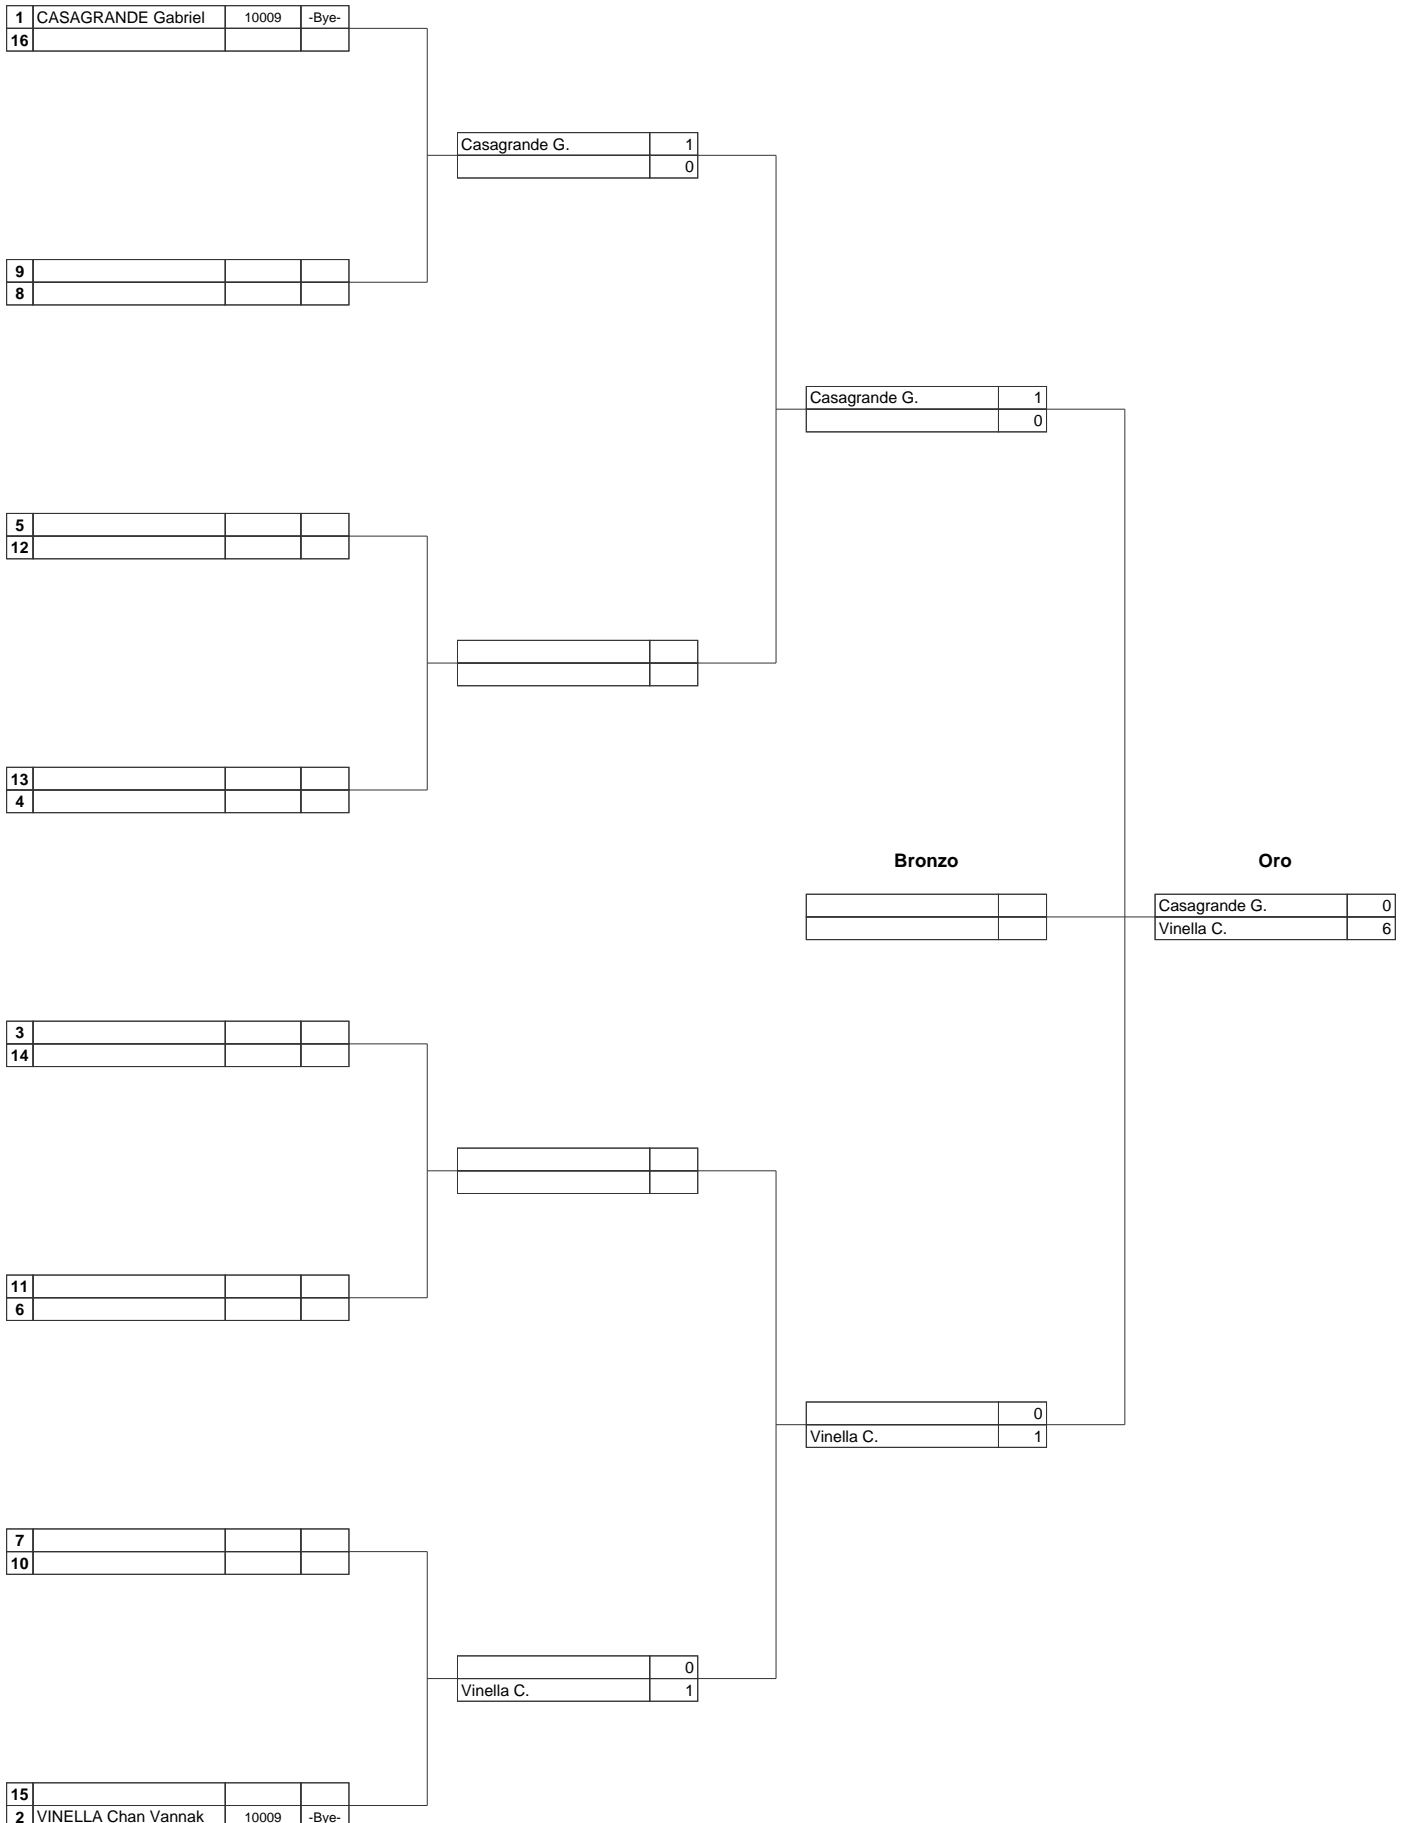 1 CASAGRANDE Gabriel 10009 -Bye-
16
Casagrande G. 1
0
9
8
Casagrande G. 1
0
5
12
13
4
Bronzo Oro
Casagrande G. 0
Vinella C. 6
3
14
11
6
0
Vinella C. 1
7
10
0
Vinella C. 1
15
2 VINELLA Chan Vannak 10009 -Bye-